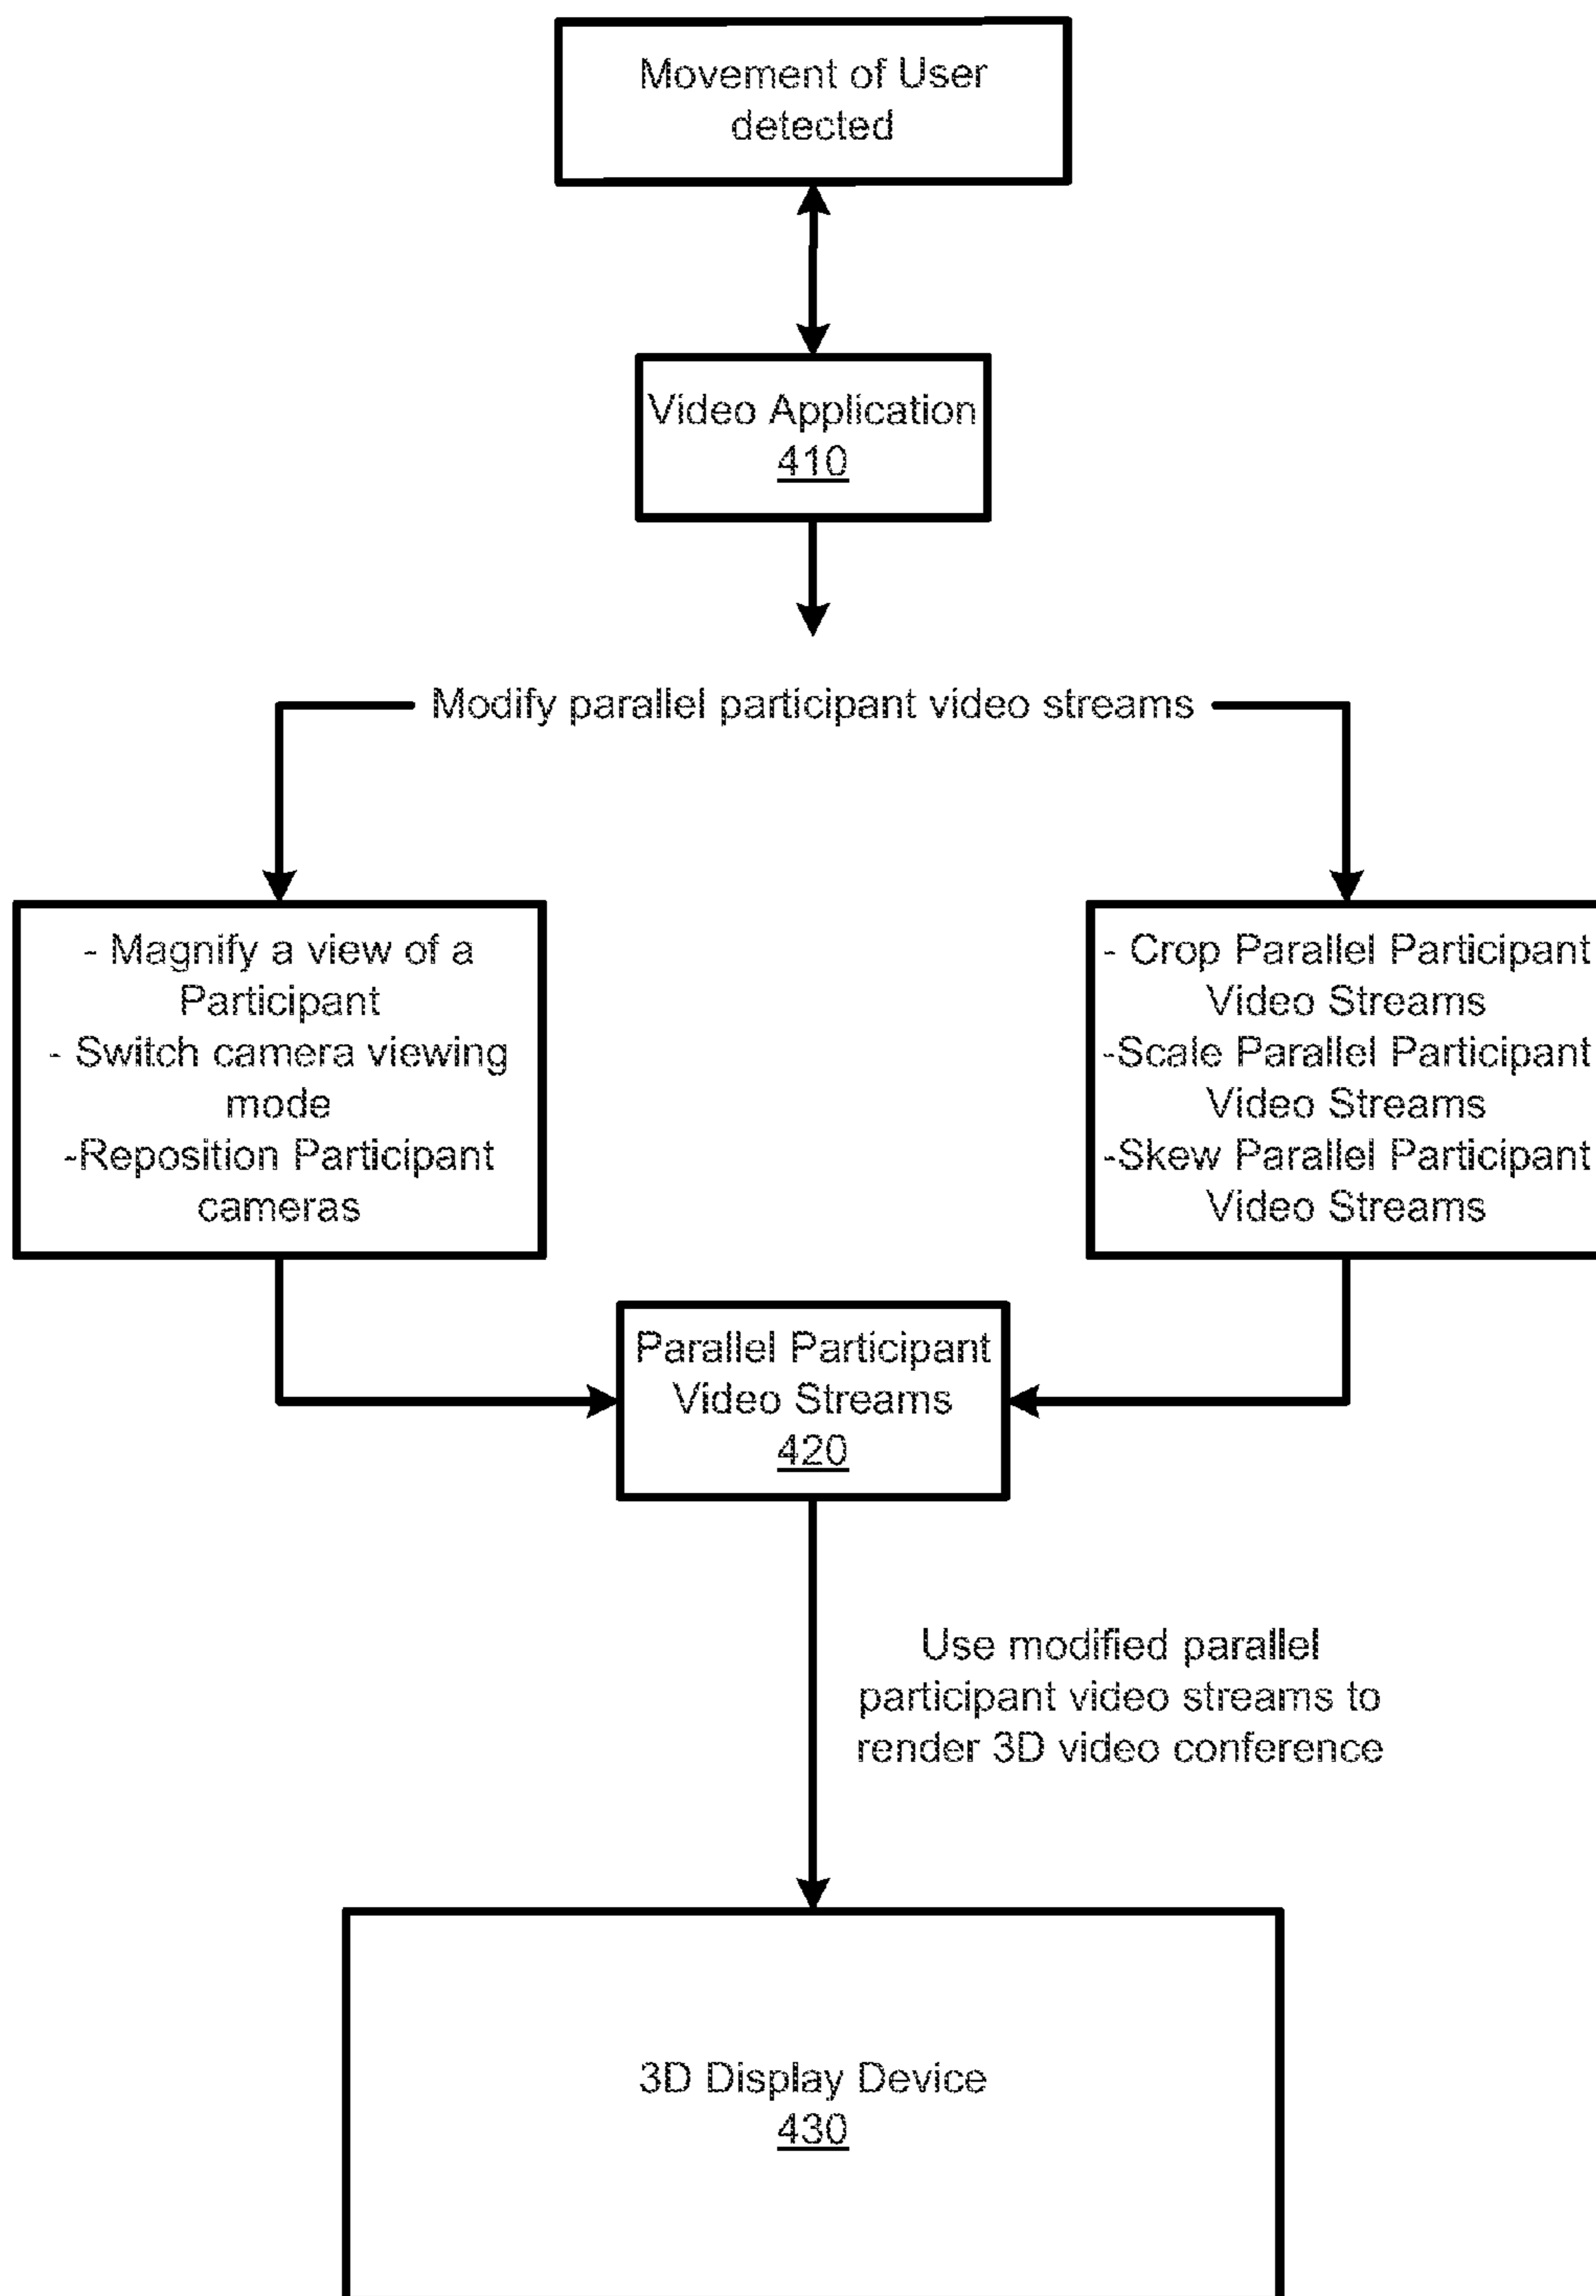 Movement of User
detected
Video Application
410
Modify parallel participant video streams
- Magnify a view of a
Participant
- Switch camera viewing
mode
-Reposition Participant
cameras
- Crop Parallel Participant
Video Streams
-Scale Parallel Participant
Video Streams
-Skew Parallel Participant
Video Streams
Parallel Participant
Video Streams
420
Use modified parallel
participant video streams to
render 3D video conference
3D Display Device
430